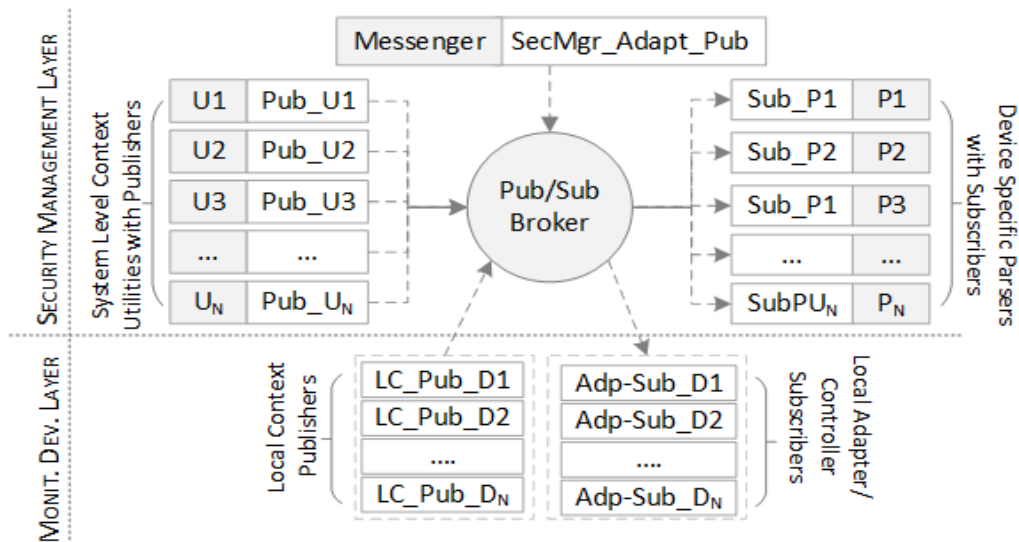 Messenger SecMgr_Adapt_Pub
SECURITY MANAGEMENT LAYER
System Level Context
Utilities with Publishers
U1 Pub_U1
U2 Pub_U2
U3 Pub_U3
... ...
UN Pub_UN
Pub/Sub
Broker
Sub_P1 P1
Sub_P2 P2
Sub_P1 P3
... ...
SubPUN PN
Device Specific Parsers
with Subscribers
MONIT. DEV. LAYER
Local Context
Publishers
LC_Pub_D1
LC_Pub_D2
....
LC_Pub_DN
Adp-Sub_D1
Adp-Sub_D2
....
Adp-Sub_DN
Local Adapter/
Controller
Subscribers